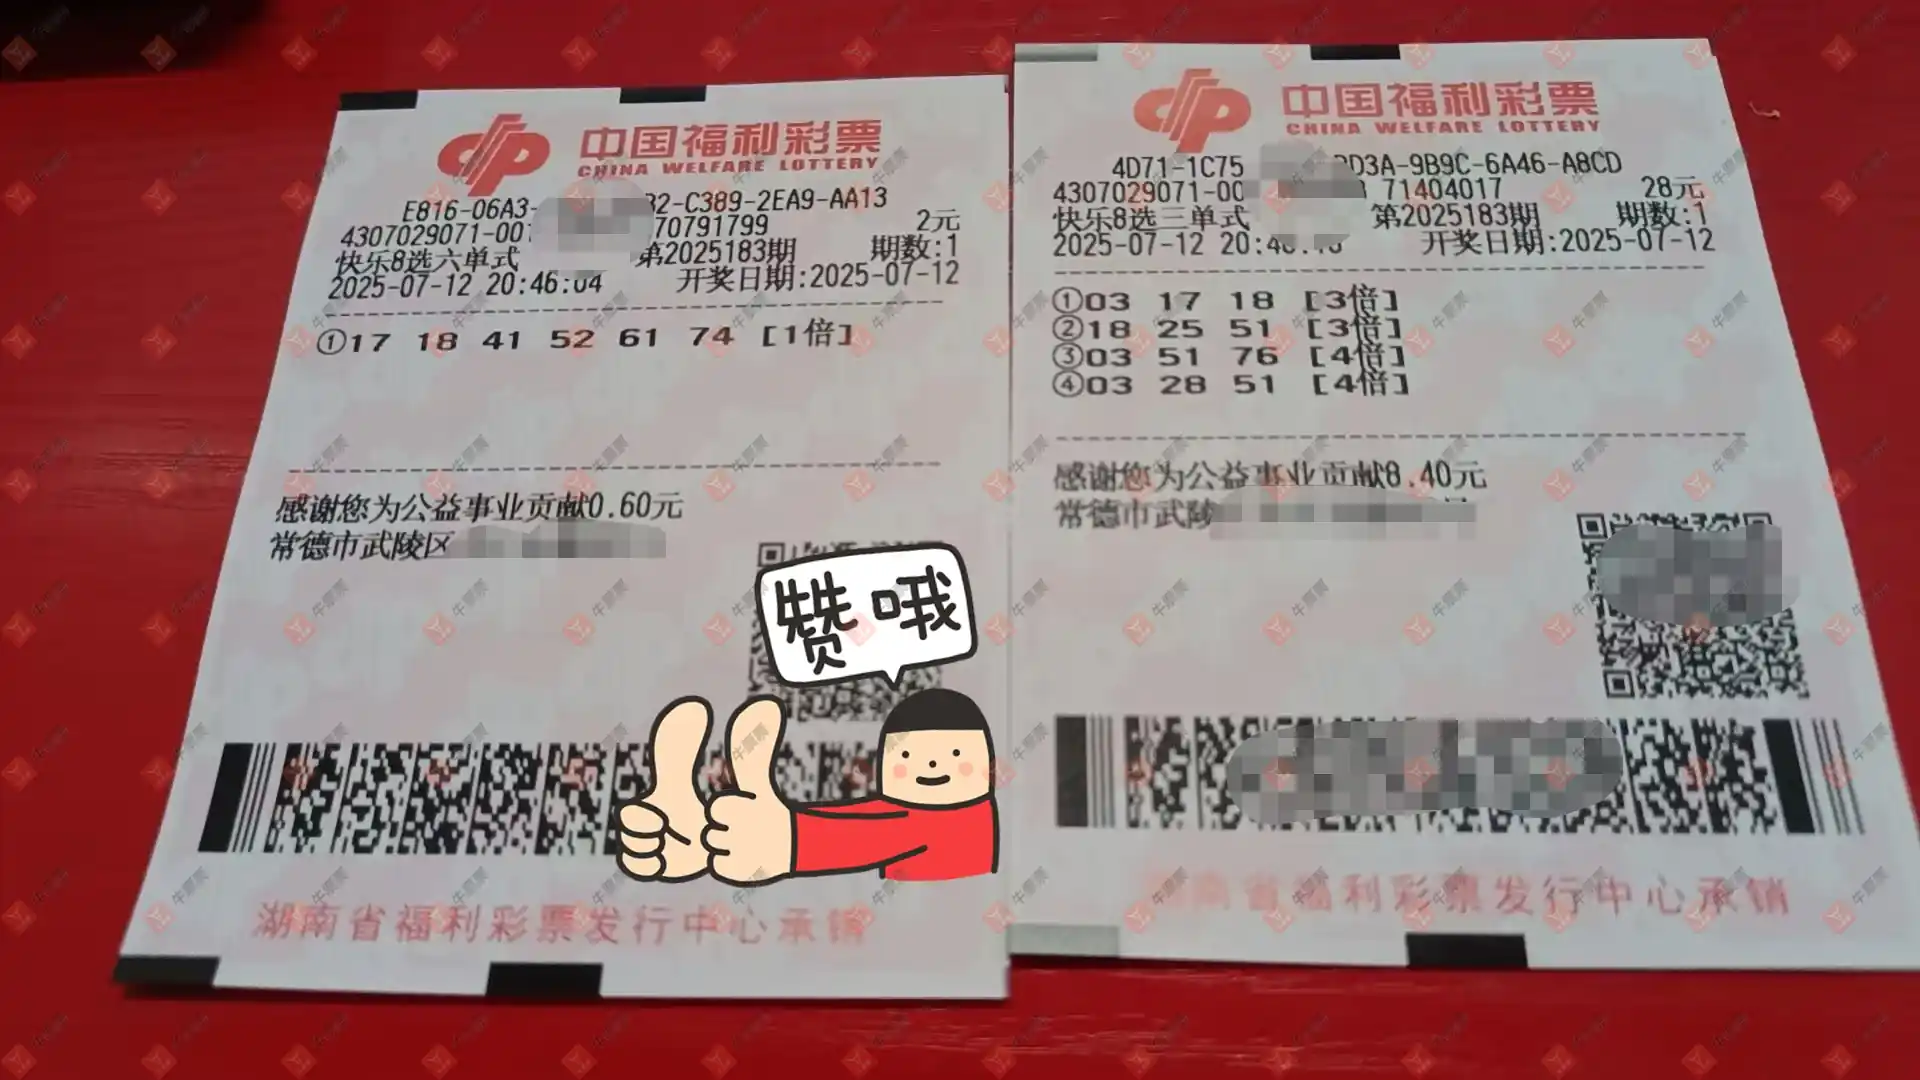 中国福利彩票
CHINA WELFARE LOTTERY
E816-06A3- B2-C389-2EA9-AA13
4307029071-001 70791799 2元
快乐8选六单式 第2025183期 期数:1
2025-07-12 20:46:04 开奖日期:2025-07-12
①17 18 41 52 61 74 [1倍]
感谢您为公益事业贡献0.60元
常德市武陵区
赞哦
湖南省福利彩票发行中心承销
中国福利彩票
CHINA WELFARE LOTTERY
4D71-1C75 D3A-9B9C-6A46-A8CD
4307029071-00 71404017 28元
快乐8选三单式 第2025183期 期数:1
2025-07-12 20:46: 开奖日期:2025-07-12
①03 17 18 [3倍]
②18 25 51 [3倍]
③03 51 76 [4倍]
④03 28 51 [4倍]
感谢您为公益事业贡献8.40元
常德市武陵
湖南省福利彩票发行中心承销
牛票票